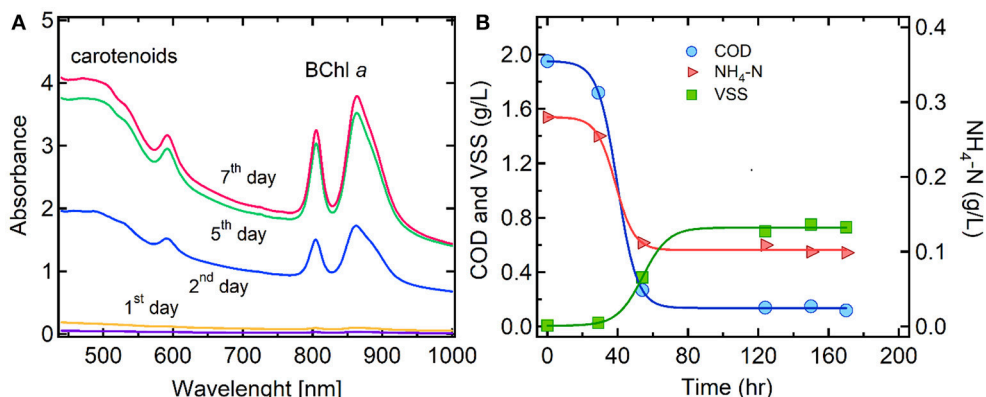 A
carotenoids
BChl a
7th day
5th day
2nd day
1st day
5
4
3
2
1
0
Absorbance
500 600 700 800 900 1000
Wavelenght [nm]
B
COD
NH4-N
VSS
2.0
1.6
1.2
0.8
0.4
0.0
COD and VSS (g/L)
0.4
0.3
0.2
0.1
0.0
NH4-N (g/L)
0 40 80 120 160 200
Time (hr)